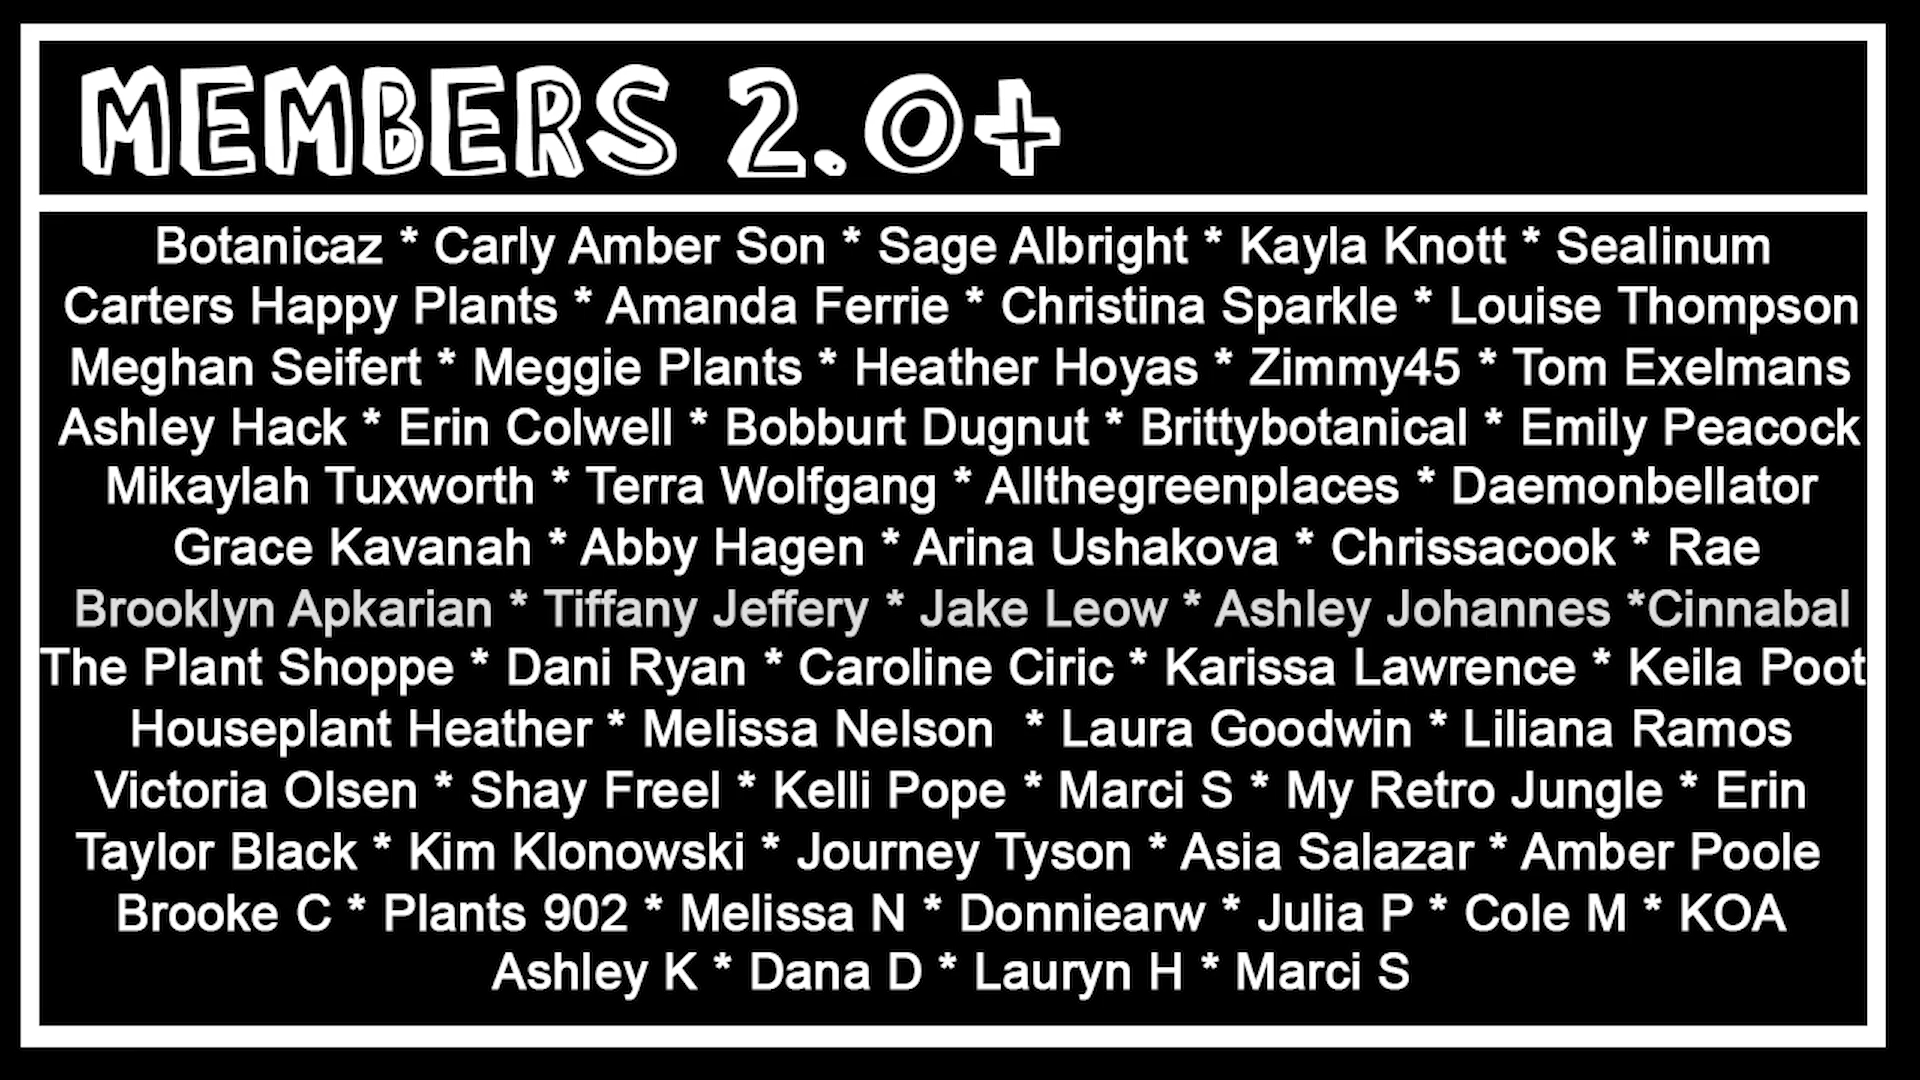 MEMBERS 2.0+
Botanicaz * Carly Amber Son * Sage Albright * Kayla Knott * Sealinum
Carters Happy Plants * Amanda Ferrie * Christina Sparkle * Louise Thompson
Meghan Seifert * Meggie Plants * Heather Hoyas * Zimmy45 * Tom Exelmans
Ashley Hack * Erin Colwell * Bobburt Dugnut * Brittybotanical * Emily Peacock
Mikaylah Tuxworth * Terra Wolfgang * Allthegreenplaces * Daemonbellator
Grace Kavanah * Abby Hagen * Arina Ushakova * Chrissacook * Rae
Brooklyn Apkarian * Tiffany Jeffery * Jake Leow * Ashley Johannes *Cinnabal
The Plant Shoppe * Dani Ryan * Caroline Ciric * Karissa Lawrence * Keila Poot
Houseplant Heather * Melissa Nelson  * Laura Goodwin * Liliana Ramos
Victoria Olsen * Shay Freel * Kelli Pope * Marci S * My Retro Jungle * Erin
Taylor Black * Kim Klonowski * Journey Tyson * Asia Salazar * Amber Poole
Brooke C * Plants 902 * Melissa N * Donniearw * Julia P * Cole M * KOA
Ashley K * Dana D * Lauryn H * Marci S